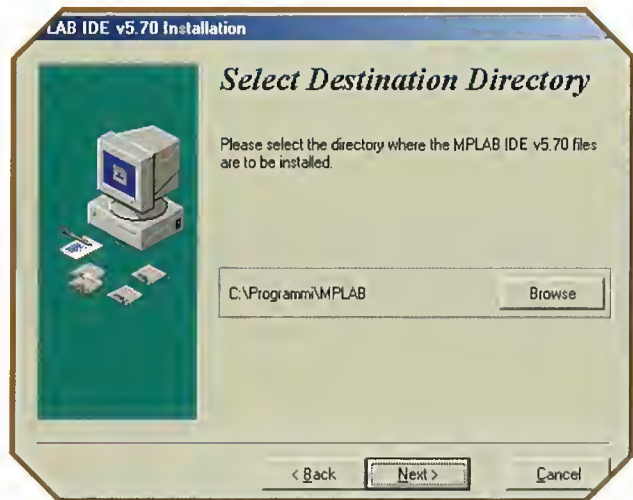 LAB IDE v5.70 Installation
Select Destination Directory
Please select the directory where the MPLAB IDE v5.70 files
are to be installed.
C:\Programmi\MPLAB
Browse
< Back
Next >
Cancel